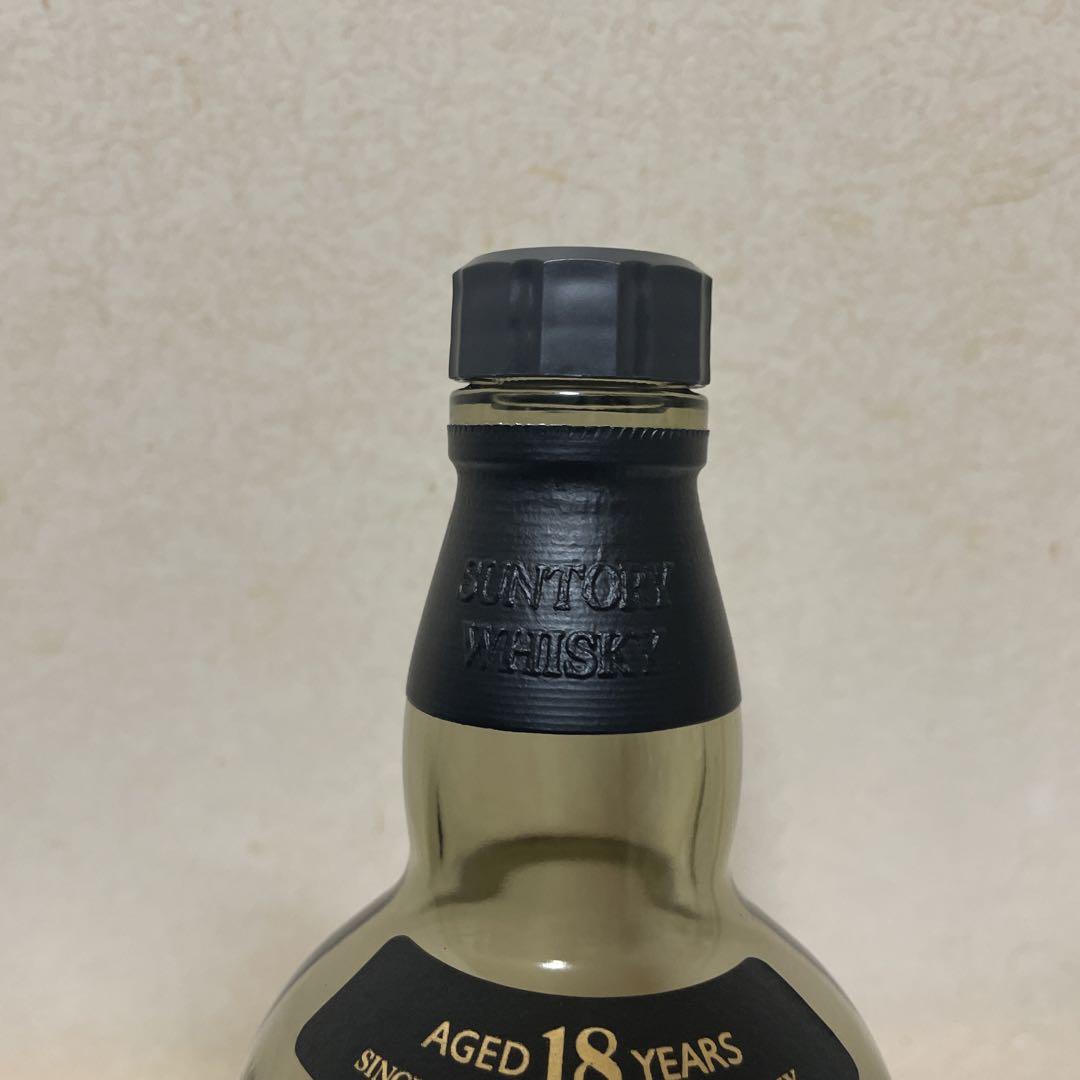 SUNTORY
WHISKY
AGED 18 YEARS